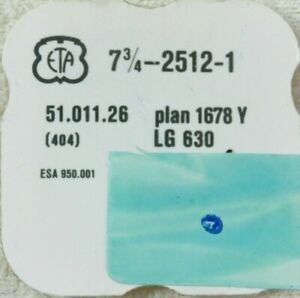 ETA
7¾–2512-1
51.011.26 plan 1678 Y
(404) LG 630
ESA 950.001